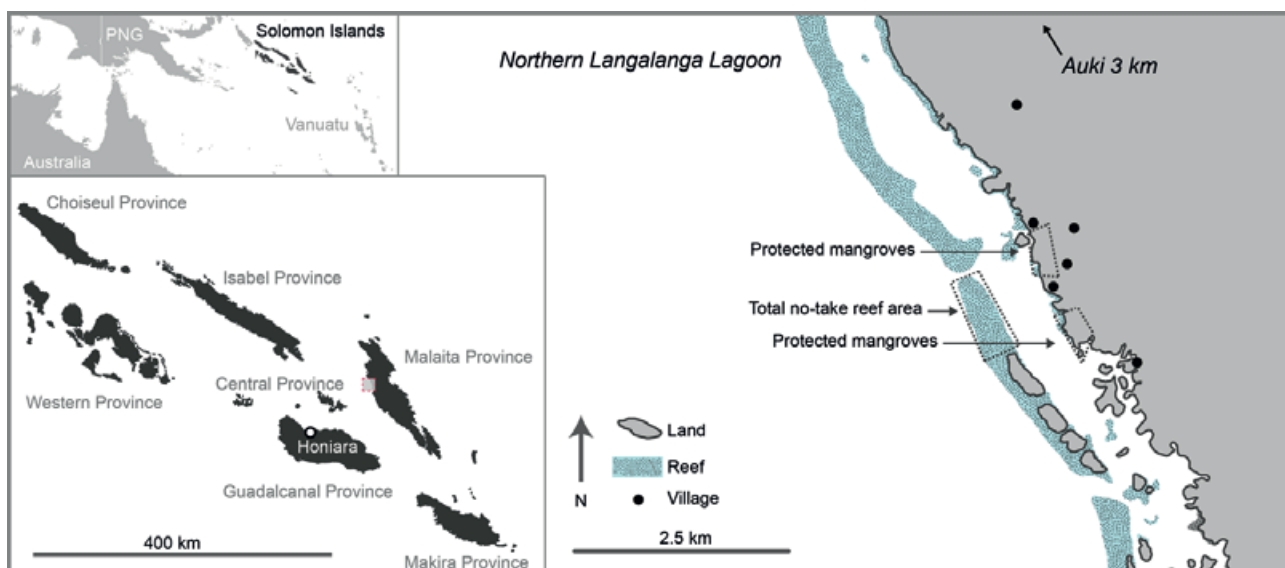 PNG
Solomon Islands
Vanuatu
Australia
Choiseul Province
Isabel Province
Malaita Province
Central Province
Western Province
Honiara
Guadalcanal Province
400 km
Makira Province
Northern Langalanga Lagoon
Auki 3 km
Protected mangroves
Total no-take reef area
Protected mangroves
Land
Reef
N
Village
2.5 km